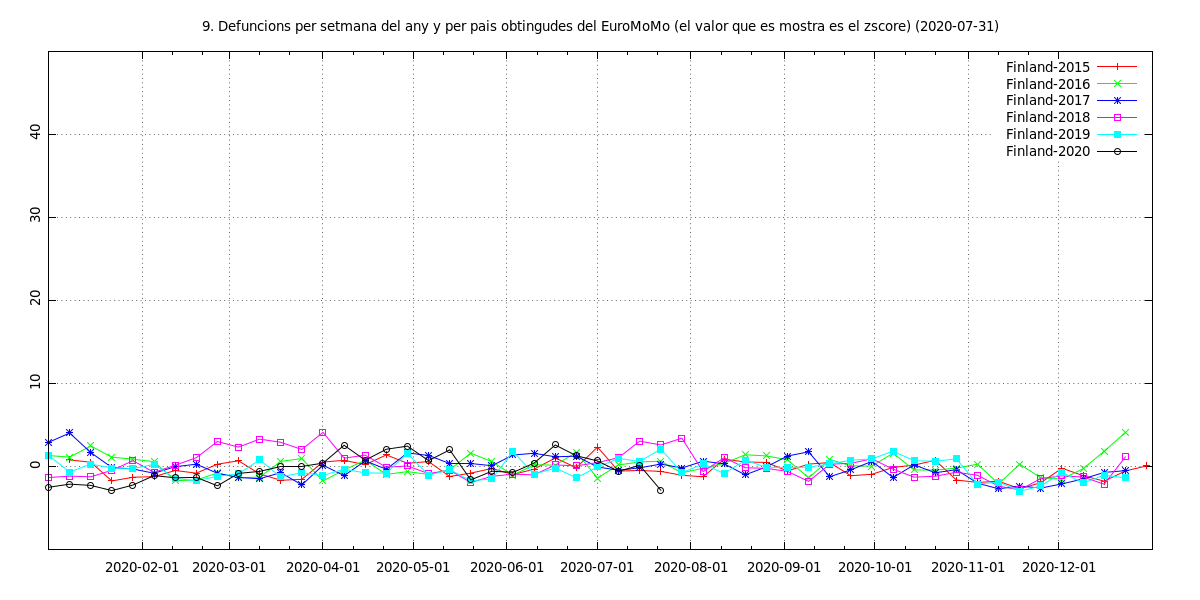 9. Defuncions per setmana del any y per pais obtingudes del EuroMoMo (el valor que es mostra es el zscore) (2020-07-31)
Finland-2015
Finland-2016
Finland-2017
Finland-2018
Finland-2019
Finland-2020
40
30
20
10
0
2020-02-01 2020-03-01 2020-04-01 2020-05-01 2020-06-01 2020-07-01 2020-08-01 2020-09-01 2020-10-01 2020-11-01 2020-12-01